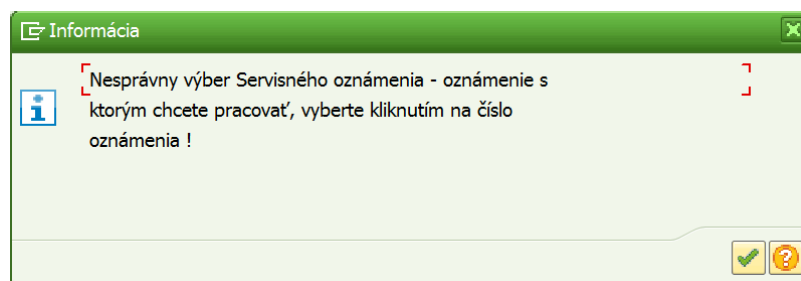 Informácia
Nesprávny výber Servisného oznámenia - oznámenie s
ktorým chcete pracovať, vyberte kliknutím na číslo
oznámenia !